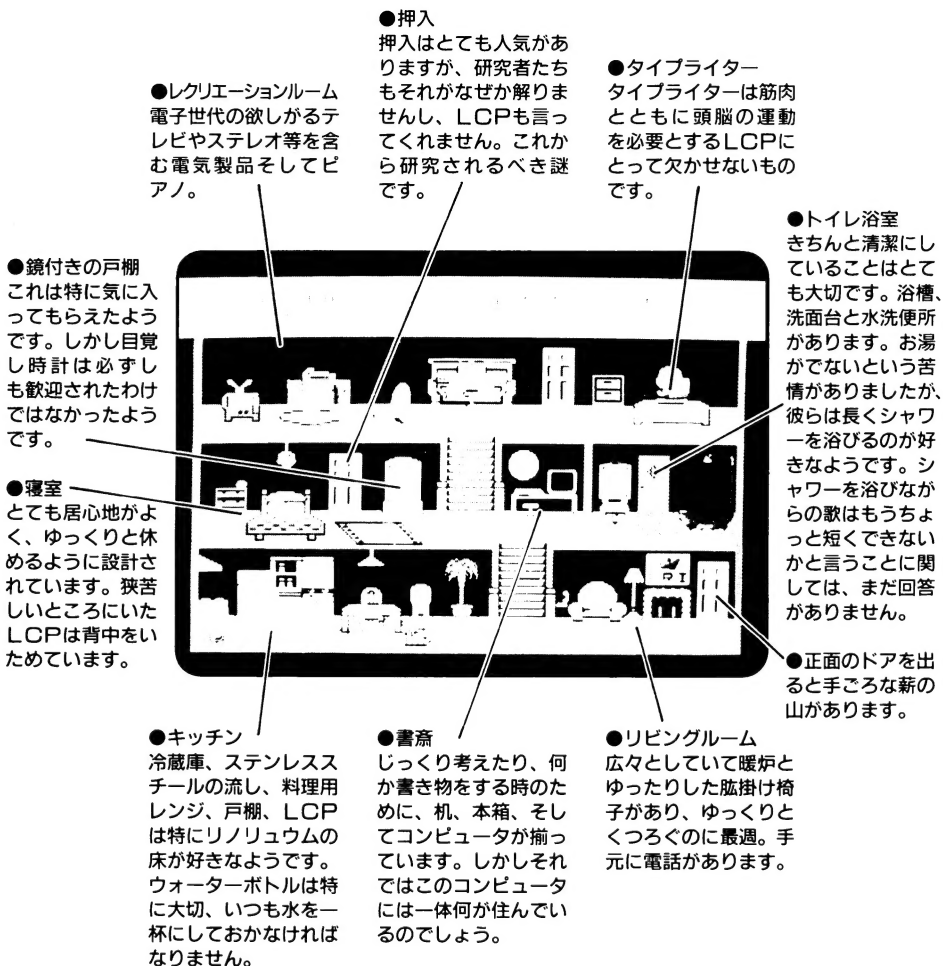 ●押入
押入はとても人気があ
りますが、研究者たち
もそれがなぜか解りま
せんし、LCPも言っ
てくれません。これか
ら研究されるべき謎
です。
●タイプライター
タイプライターは筋肉
とともに頭脳の運動
を必要とするLCPに
とって欠かせないもの
です。
●レクリエーションルーム
電子世代の欲しがるテ
レビやステレオ等を含
む電気製品そしてピ
アノ。
●トイレ浴室
きちんと清潔にし
ていることはとて
も大切です。浴槽、
洗面台と水洗便所
があります。お湯
がでないという苦
情がありましたが、
彼らは長くシャワ
ーを浴びるのが好
きなようです。シ
ャワーを浴びなが
らの歌はもうちょ
っと短くできない
かと言うことに関
しては、まだ回答
がありません。
●鏡付きの戸棚
これは特に気に入
ってもらえたよう
です。しかし目覚
し時計は必ずし
も歓迎されたわけ
ではなかったよう
です。
●寝室
とても居心地がよ
く、ゆっくりと休
めるように設計さ
れています。狭苦
しいところにいた
LCPは背中をい
ためています。
●正面のドアを出
ると手ごろな薪の
山があります。
●キッチン
冷蔵庫、ステンレスス
チールの流し、料理用
レンジ、戸棚、LCP
は特にリノリュウムの
床が好きなようです。
ウォーターボトルは特
に大切、いつも水を一
杯にしておかなければ
なりません。
●書斎
じっくり考えたり、何
か書き物をする時のた
めに、机、本箱、そし
てコンピュータが揃っ
ています。しかしそれ
ではこのコンピュータ
には一体何が住んでい
るのでしょう。
●リビングルーム
広々としていて暖炉と
ゆったりした肱掛け椅
子があり、ゆっくりと
くつろぐのに最週。手
元に電話があります。